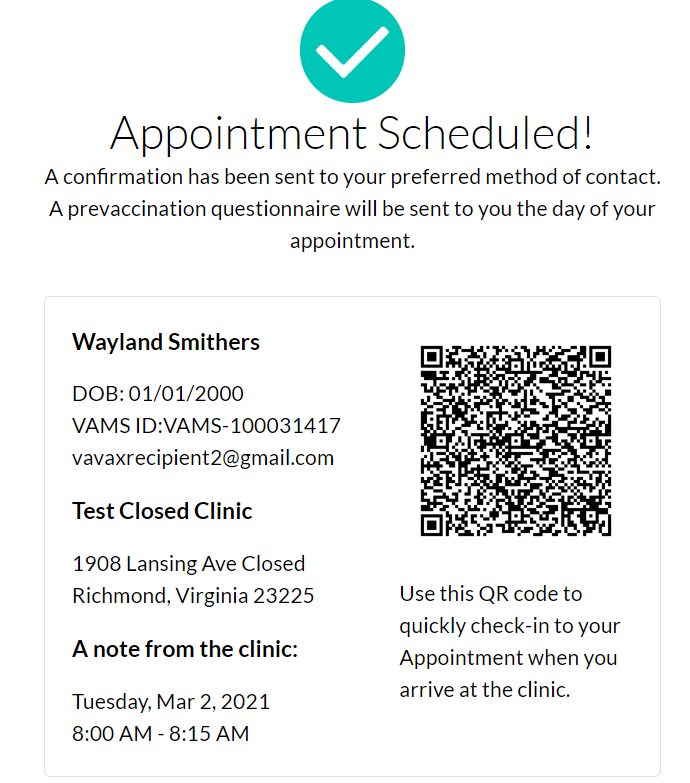 Appointment Scheduled!
A confirmation has been sent to your preferred method of contact.
A prevaccination questionnaire will be sent to you the day of your
appointment.
Wayland Smithers
DOB: 01/01/2000
VAMS ID:VAMS-100031417
vavaxrecipient2@gmail.com
Test Closed Clinic
1908 Lansing Ave Closed
Richmond, Virginia 23225
A note from the clinic:
Tuesday, Mar 2, 2021
8:00 AM - 8:15 AM
Use this QR code to
quickly check-in to your
Appointment when you
arrive at the clinic.